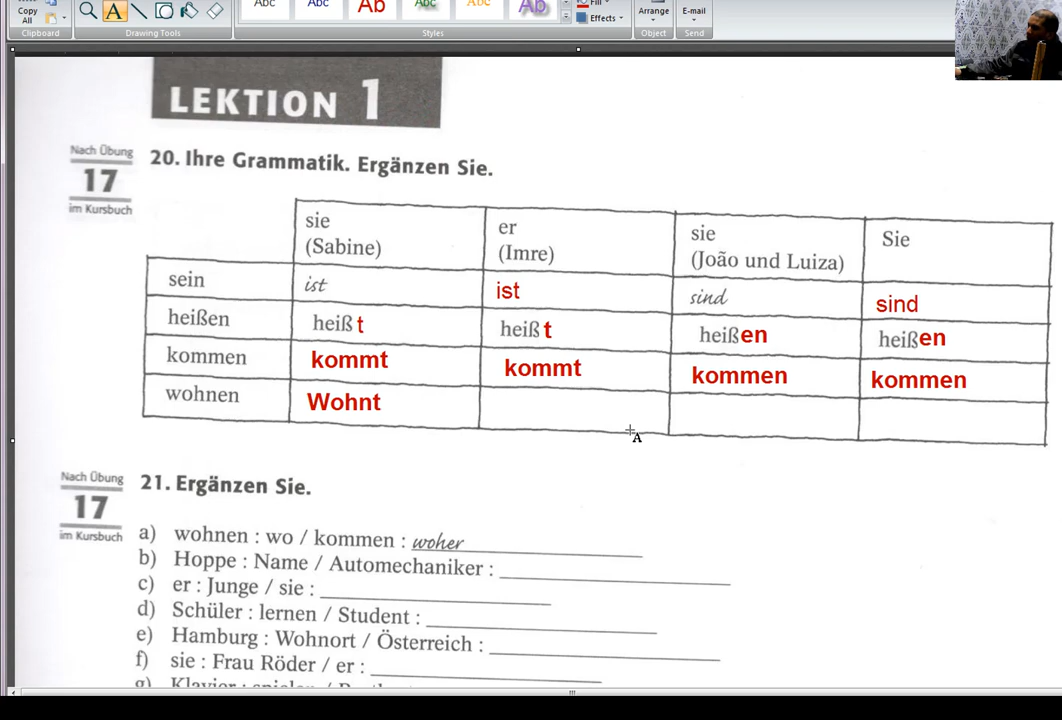 Copy
All
Clipboard
Drawing Tools
Abc Abc Ab Abc Abc Ab
Styles
Fill
Effects
Arrange
Object
E-mail
Send
LEKTION 1
Nach Übung
17
im Kursbuch
20. Ihre Grammatik. Ergänzen Sie.
sie
(Sabine)
er
(Imre)
sie
(João und Luiza)
Sie
sein ist ist sind sind
heißen heiß t heiß t heißen heißen
kommen kommt kommt kommen kommen
wohnen Wohnt
A
Nach Übung
17
im Kursbuch
21. Ergänzen Sie.
a) wohnen : wo / kommen : woher
b) Hoppe : Name / Automechaniker :
c) er : Junge / sie :
d) Schüler : lernen / Student :
e) Hamburg : Wohnort / Österreich :
f) sie : Frau Röder / er :
g) Klavier : spielen /